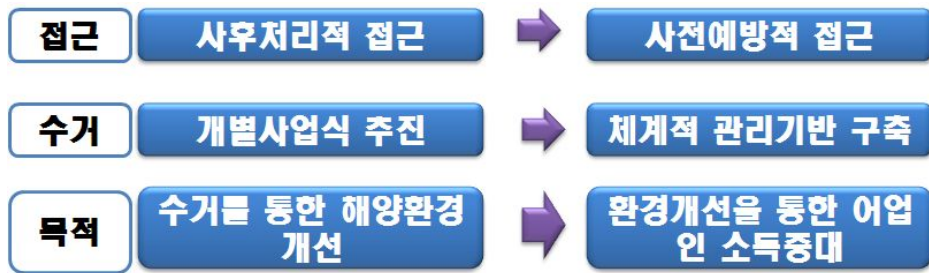 접근 사후처리적 접근 사전예방적 접근
수거 개별사업식 추진 체계적 관리기반 구축
목적 수거를 통한 해양환경 환경개선을 통한 어업
개선 인 소득증대